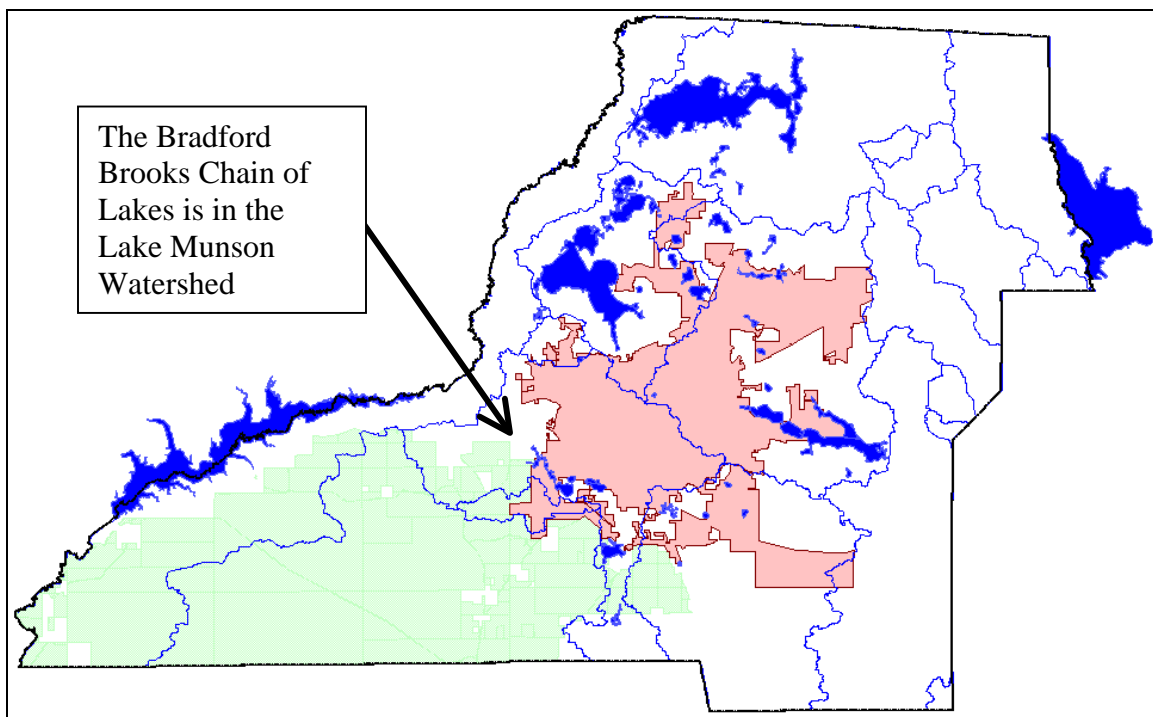 The Bradford
Brooks Chain of
Lakes is in the
Lake Munson
Watershed